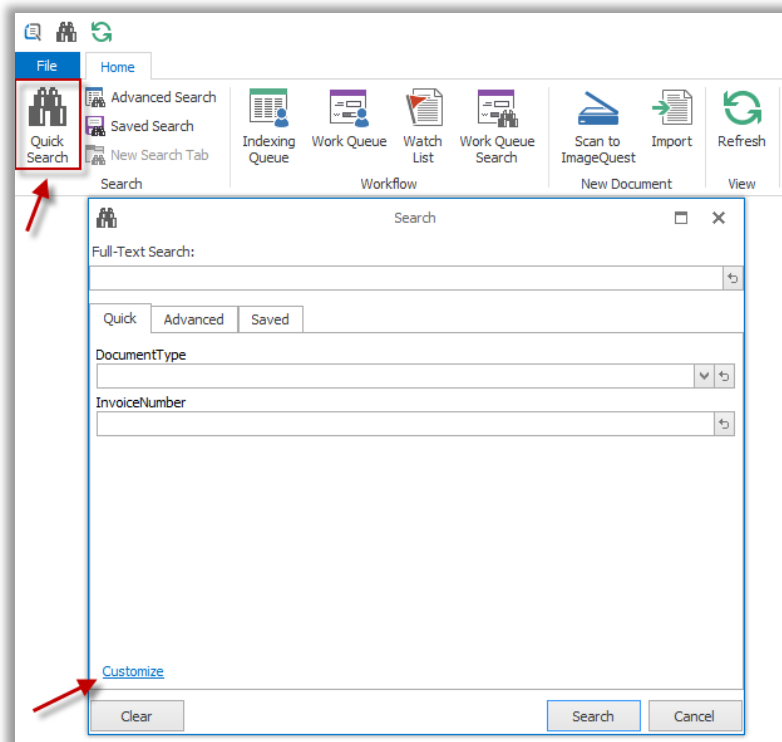 File
Home
Quick
Search
Advanced Search
Saved Search
New Search Tab
Search
Indexing
Queue
Work Queue
Watch
List
Work Queue
Search
Workflow
Scan to
ImageQuest
Import
New Document
Refresh
View
Search
Full-Text Search:
Quick
Advanced
Saved
DocumentType
InvoiceNumber
Customize
Clear
Search
Cancel